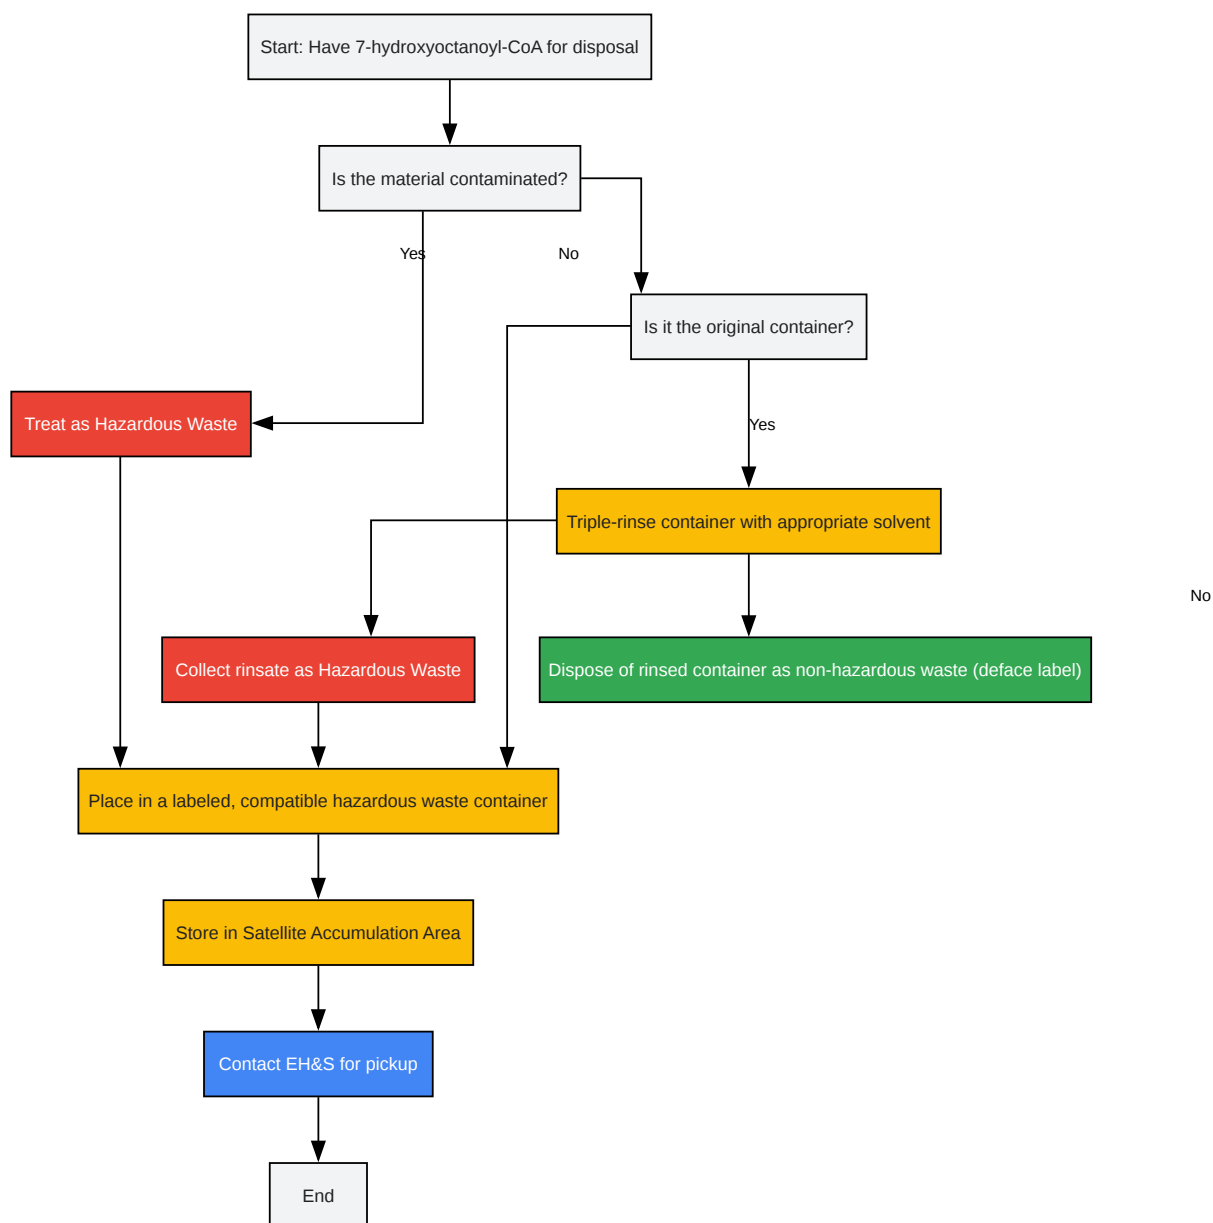 Start: Have 7-hydroxyoctanoyl-CoA for disposal
Is the material contaminated?
Yes
No
Is it the original container?
Treat as Hazardous Waste
Yes
Triple-rinse container with appropriate solvent
No
Collect rinsate as Hazardous Waste
Dispose of rinsed container as non-hazardous waste (deface label)
Place in a labeled, compatible hazardous waste container
Store in Satellite Accumulation Area
Contact EH&S for pickup
End